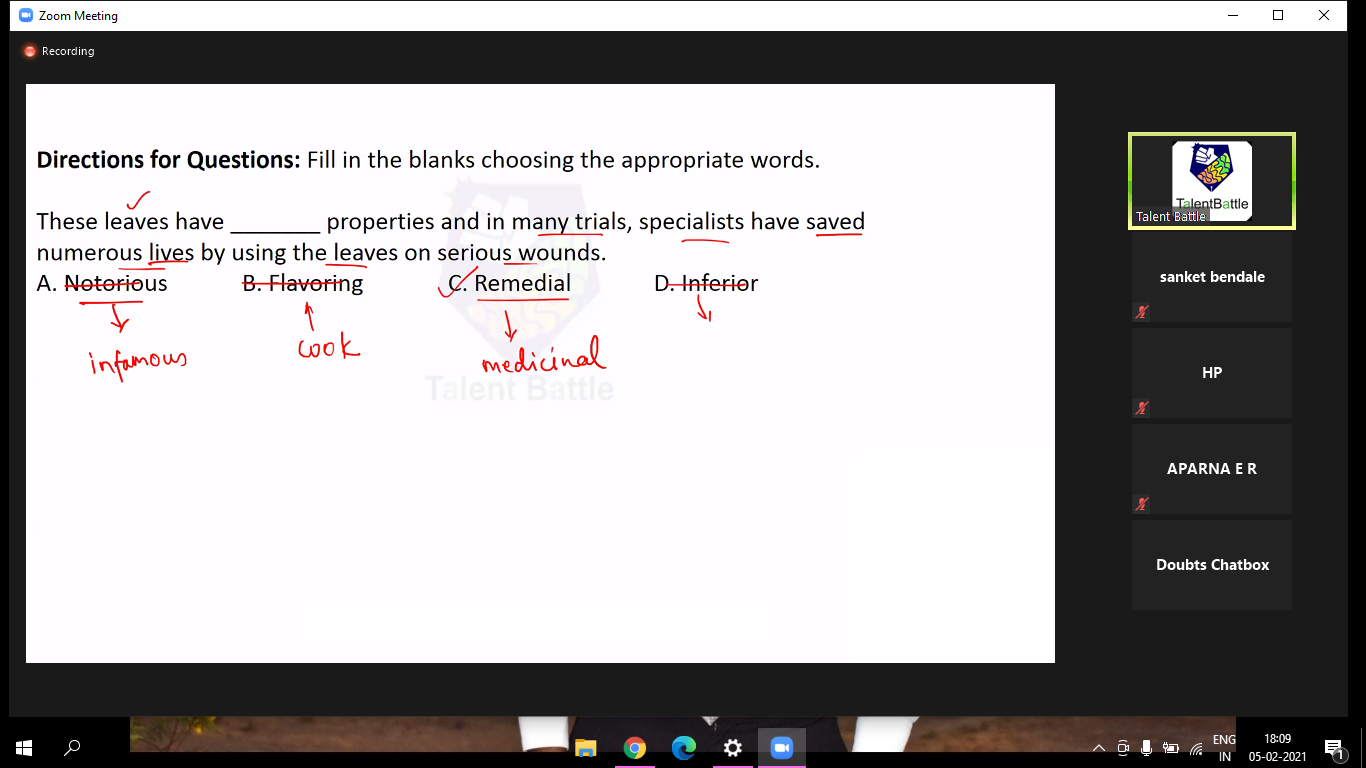 Zoom Meeting
Recording
Directions for Questions: Fill in the blanks choosing the appropriate words.
These leaves have ________ properties and in many trials, specialists have saved
numerous lives by using the leaves on serious wounds.
A. Notorious B. Flavoring C. Remedial D. Inferior
infamous cook medicinal
Talent Battle
TalentBattle
Talent Battle
sanket bendale
HP
APARNA E R
Doubts Chatbox
ENG
IN
18:09
05-02-2021
1